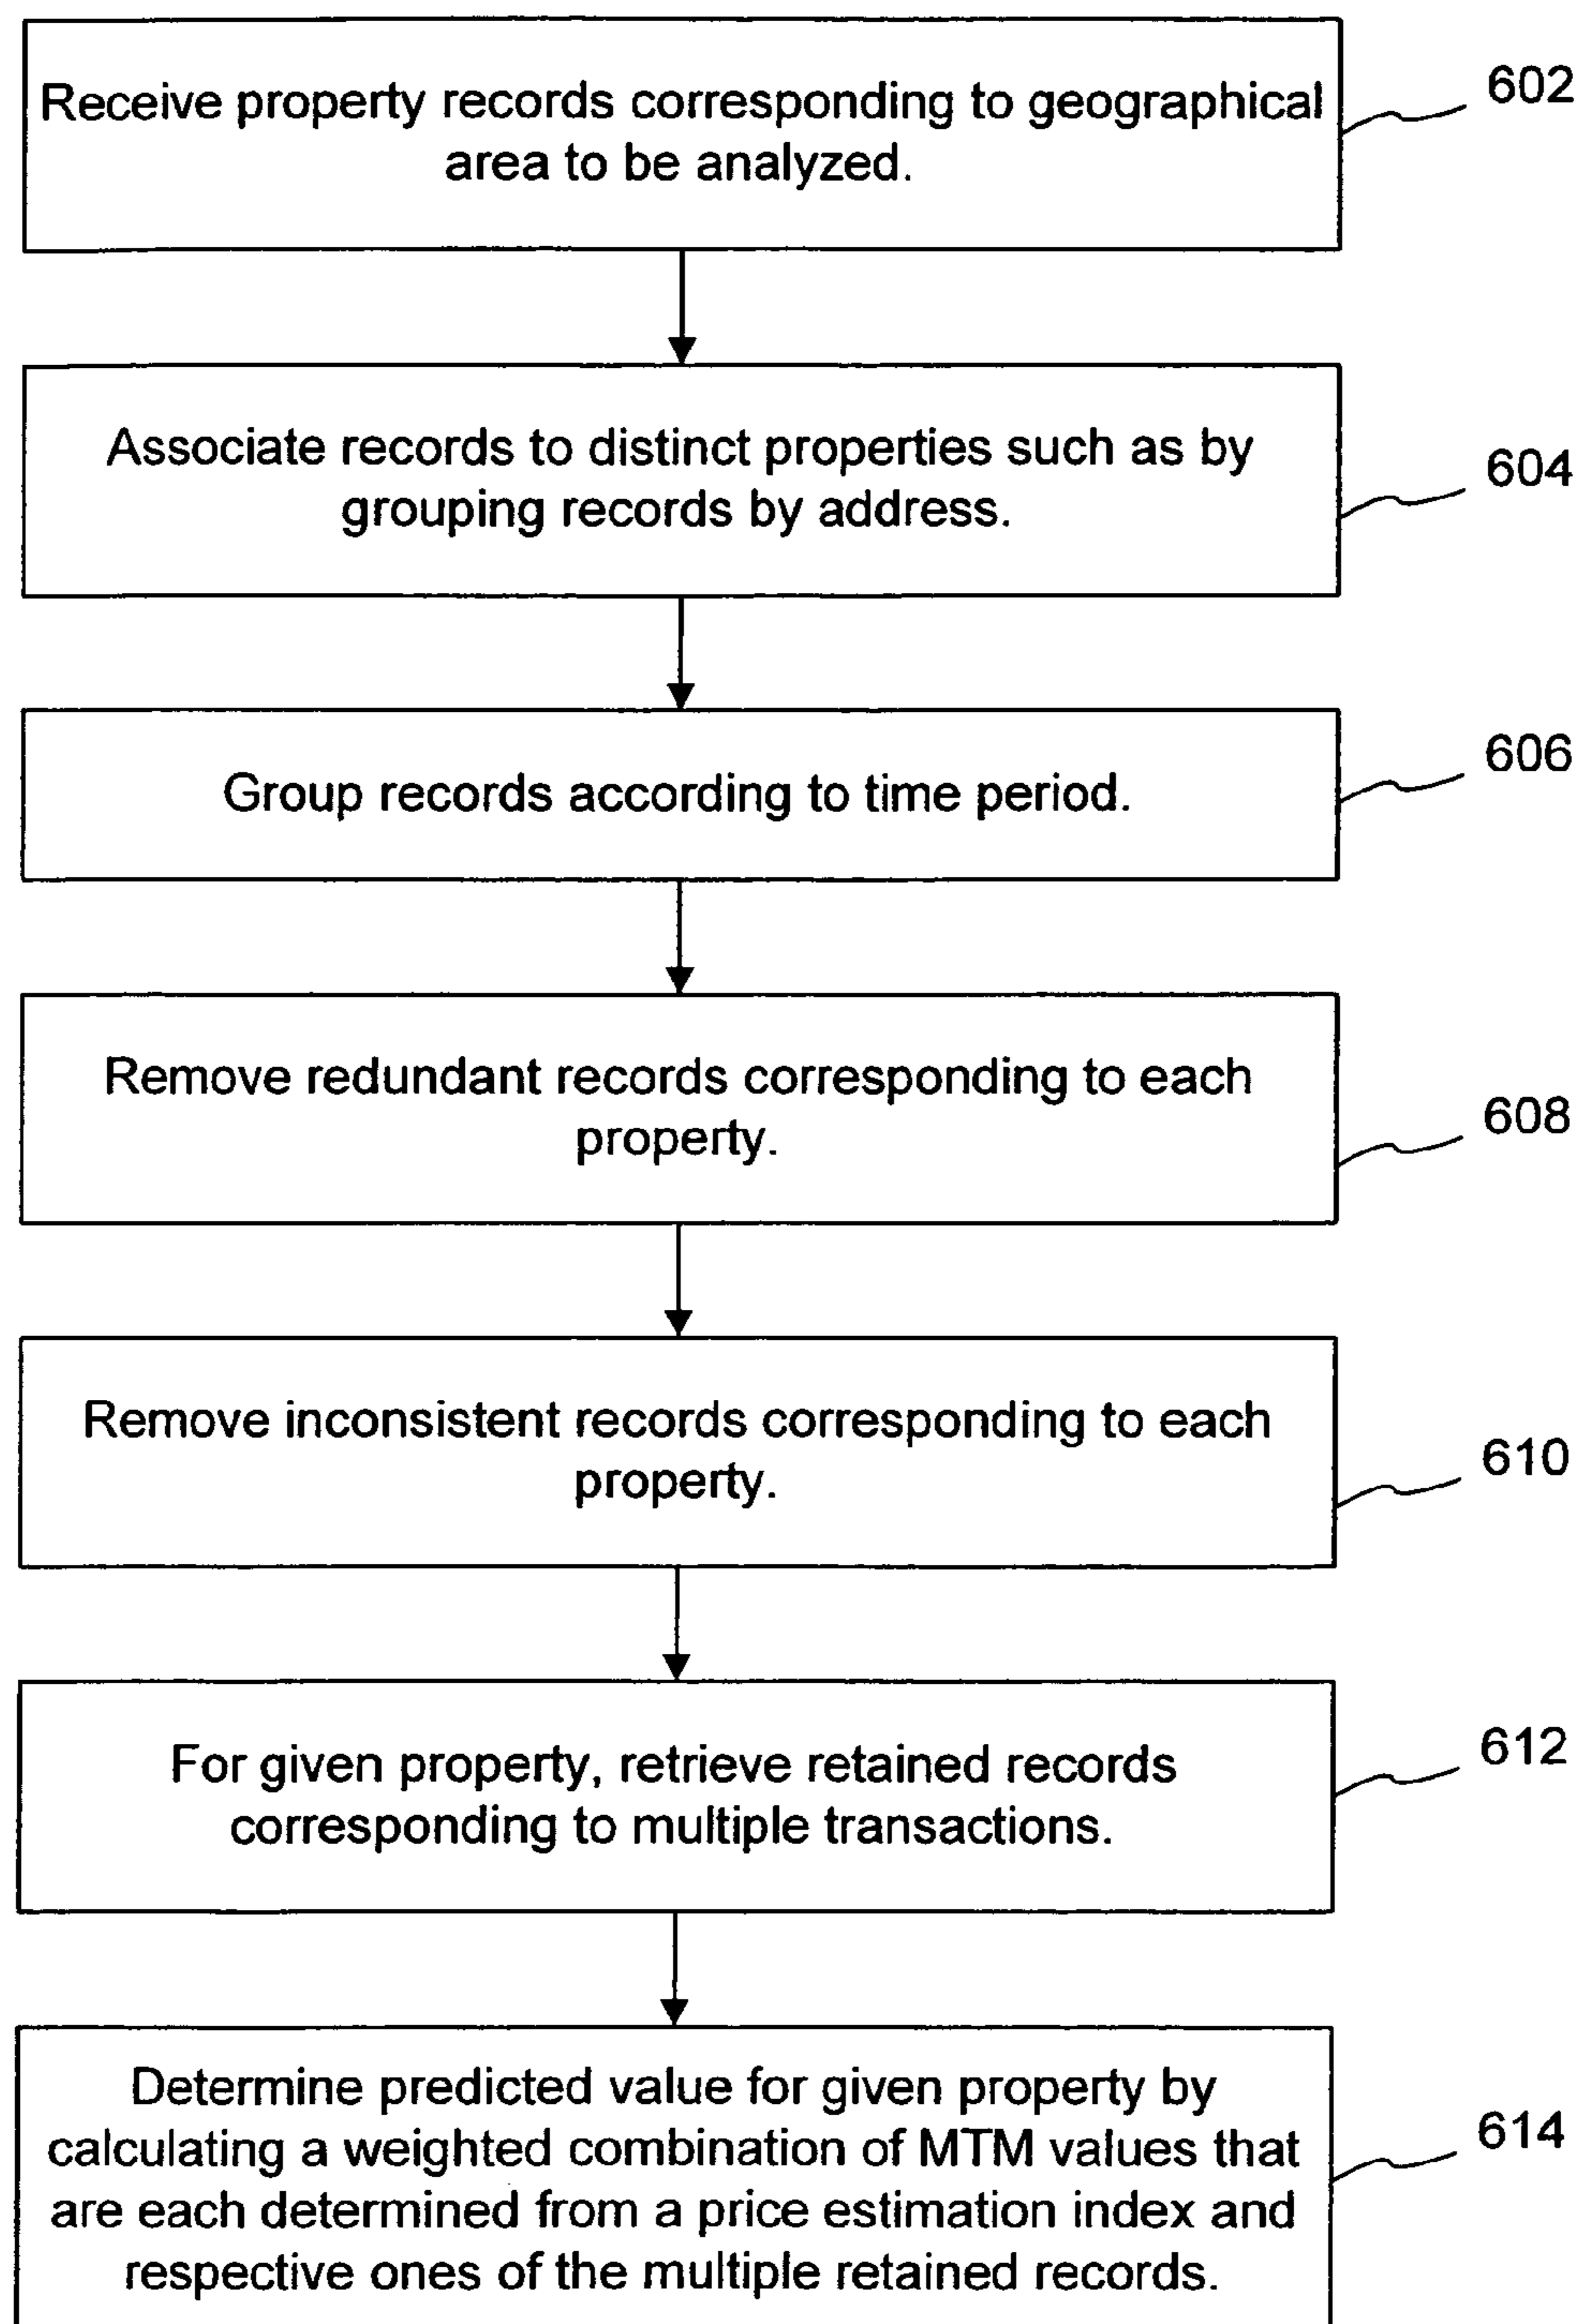 Receive property records corresponding to geographical
area to be analyzed.
602
Associate records to distinct properties such as by
grouping records by address.
604
Group records according to time period.
606
Remove redundant records corresponding to each
property.
608
Remove inconsistent records corresponding to each
property.
610
For given property, retrieve retained records
corresponding to multiple transactions.
612
Determine predicted value for given property by
calculating a weighted combination of MTM values that
are each determined from a price estimation index and
respective ones of the multiple retained records.
614